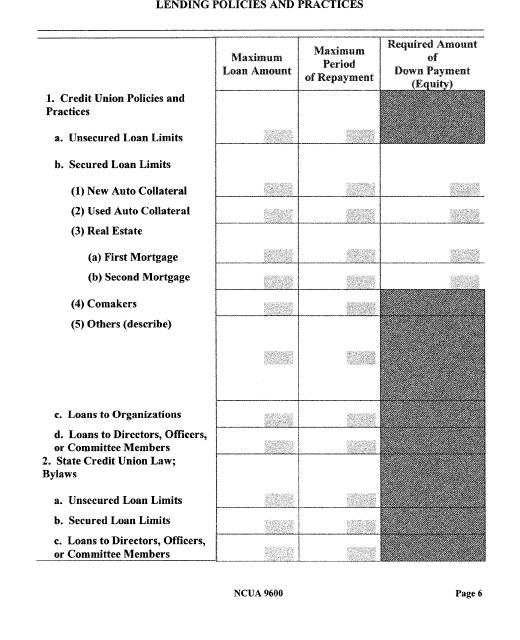 LENDING POLICIES AND PRACTICES
Maximum
Loan Amount
Maximum
Period
of Repayment
Required Amount
of
Down Payment
(Equity)
1. Credit Union Policies and
Practices
a. Unsecured Loan Limits
b. Secured Loan Limits
(1) New Auto Collateral
(2) Used Auto Collateral
(3) Real Estate
(a) First Mortgage
(b) Second Mortgage
(4) Comakers
(5) Others (describe)
c. Loans to Organizations
d. Loans to Directors, Officers,
or Committee Members
2. State Credit Union Law;
Bylaws
a. Unsecured Loan Limits
b. Secured Loan Limits
c. Loans to Directors, Officers,
or Committee Members
NCUA 9600
Page 6